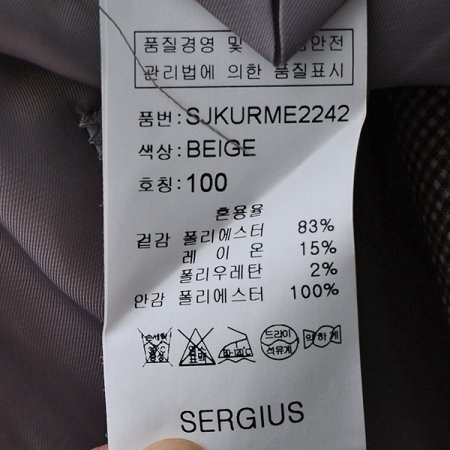 품질경영 및 안전
관리법에 의한 품질표시
품번: SJKURME2242
색상: BEIGE
호칭: 100
혼용율
겉감 폴리에스터 83%
레 이 온 15%
폴리우레탄 2%
안감 폴리에스터 100%
드라이
석유계
약하게
SERGIUS